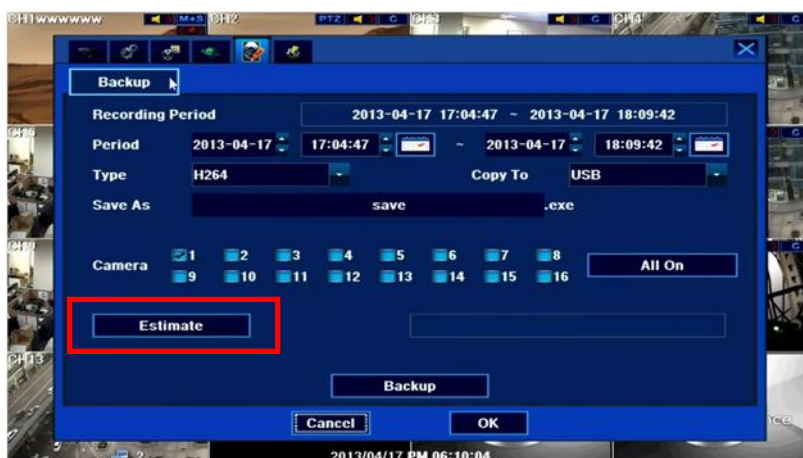 CH1wwwwww M+S CH2 PTZ C CH3 C CH4 C
Backup
Recording Period 2013-04-17 17:04:47 ~ 2013-04-17 18:09:42
Period 2013-04-17 17:04:47 ~ 2013-04-17 18:09:42
Type H264 Copy To USB
Save As save .exe
Camera 1 2 3 4 5 6 7 8
9 10 11 12 13 14 15 16
All On
Estimate
Backup
CH13
Cancel OK
2013/04/17 PM 06:10:04